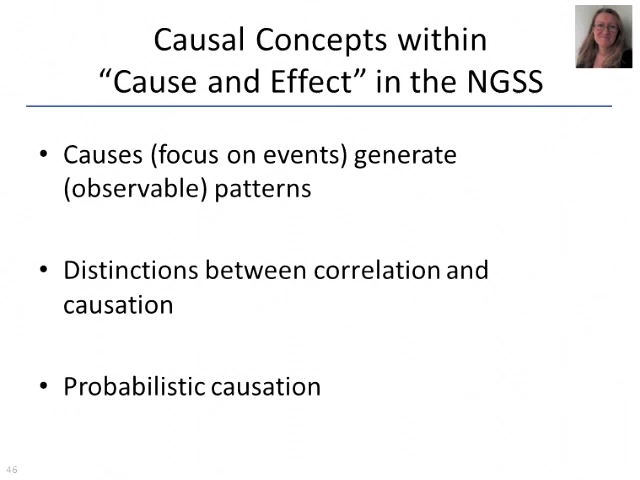 Causal Concepts within
“Cause and Effect” in the NGSS
• Causes (focus on events) generate
(observable) patterns
• Distinctions between correlation and
causation
• Probabilistic causation
46